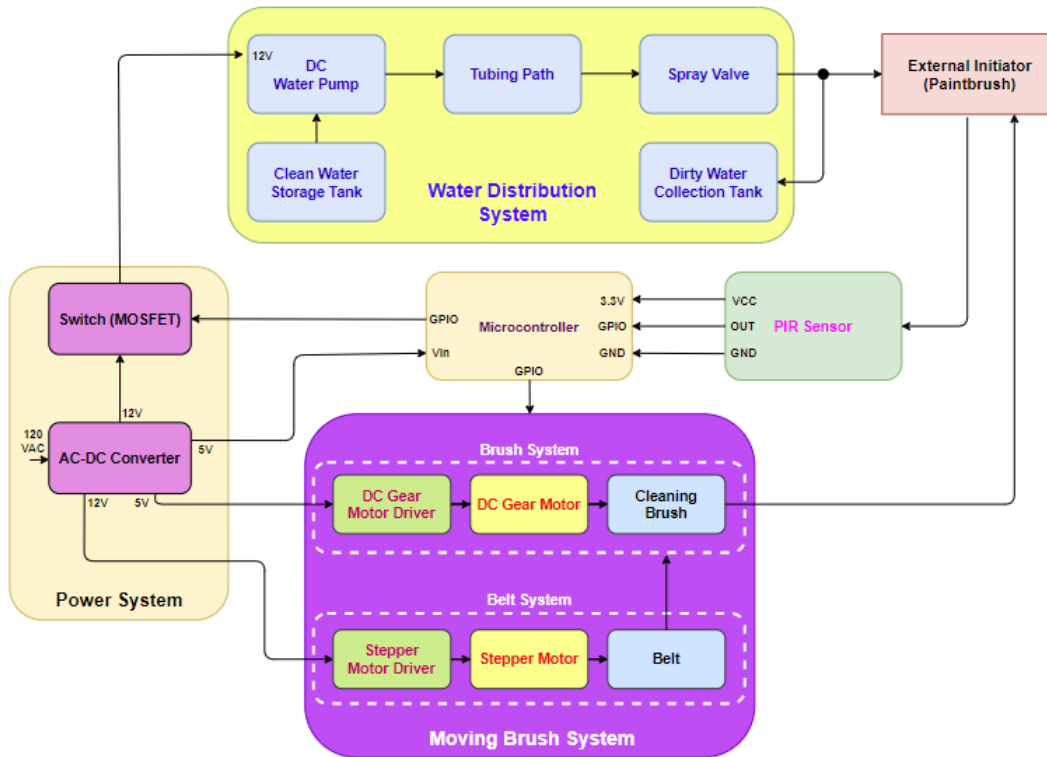 12V
DC
Water Pump
Tubing Path
Spray Valve
External Initiator
(Paintbrush)
Clean Water
Storage Tank
Water Distribution
System
Dirty Water
Collection Tank
Switch (MOSFET)
12V
120
VAC
AC-DC Converter
5V
12V
5V
Power System
GPIO
VIn
Microcontroller
3.3V
GPIO
GND
GPIO
VCC
OUT
GND
PIR Sensor
Brush System
DC Gear
Motor Driver
DC Gear Motor
Cleaning
Brush
Belt System
Stepper
Motor Driver
Stepper Motor
Belt
Moving Brush System